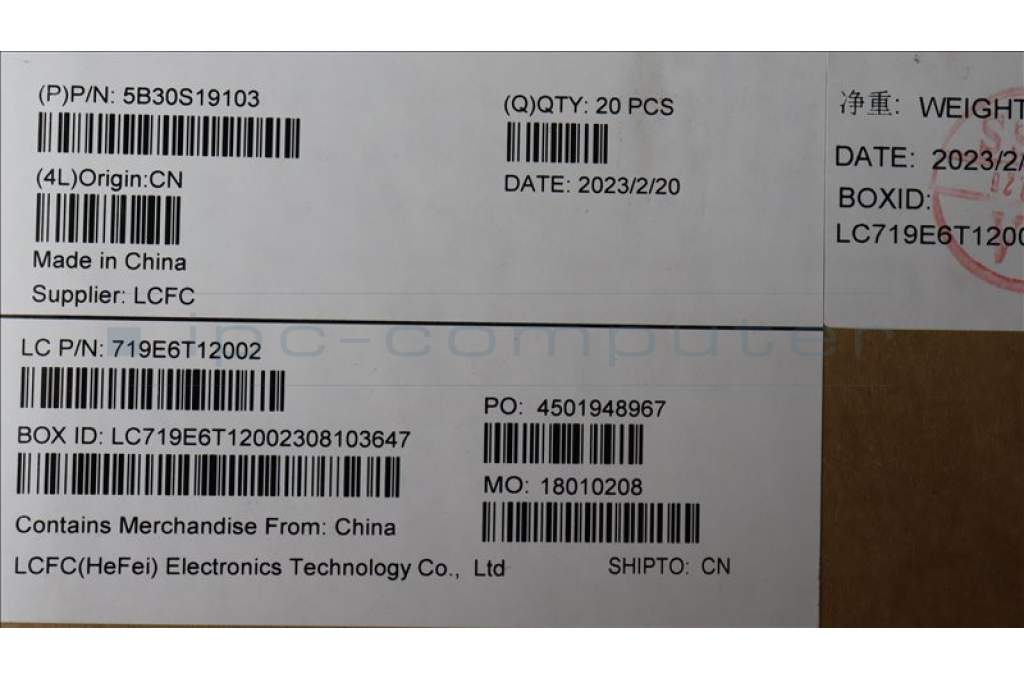 (P)P/N: 5B30S19103
(Q)QTY: 20 PCS
(4L)Origin:CN
DATE: 2023/2/20
Made in China
Supplier: LCFC
净重: WEIGHT
DATE: 2023/2/
BOXID:
LC719E6T1200
ipc-computer
LC P/N: 719E6T12002
PO: 4501948967
BOX ID: LC719E6T12002308103647
MO: 18010208
Contains Merchandise From: China
LCFC(HeFei) Electronics Technology Co., Ltd
SHIPTO: CN